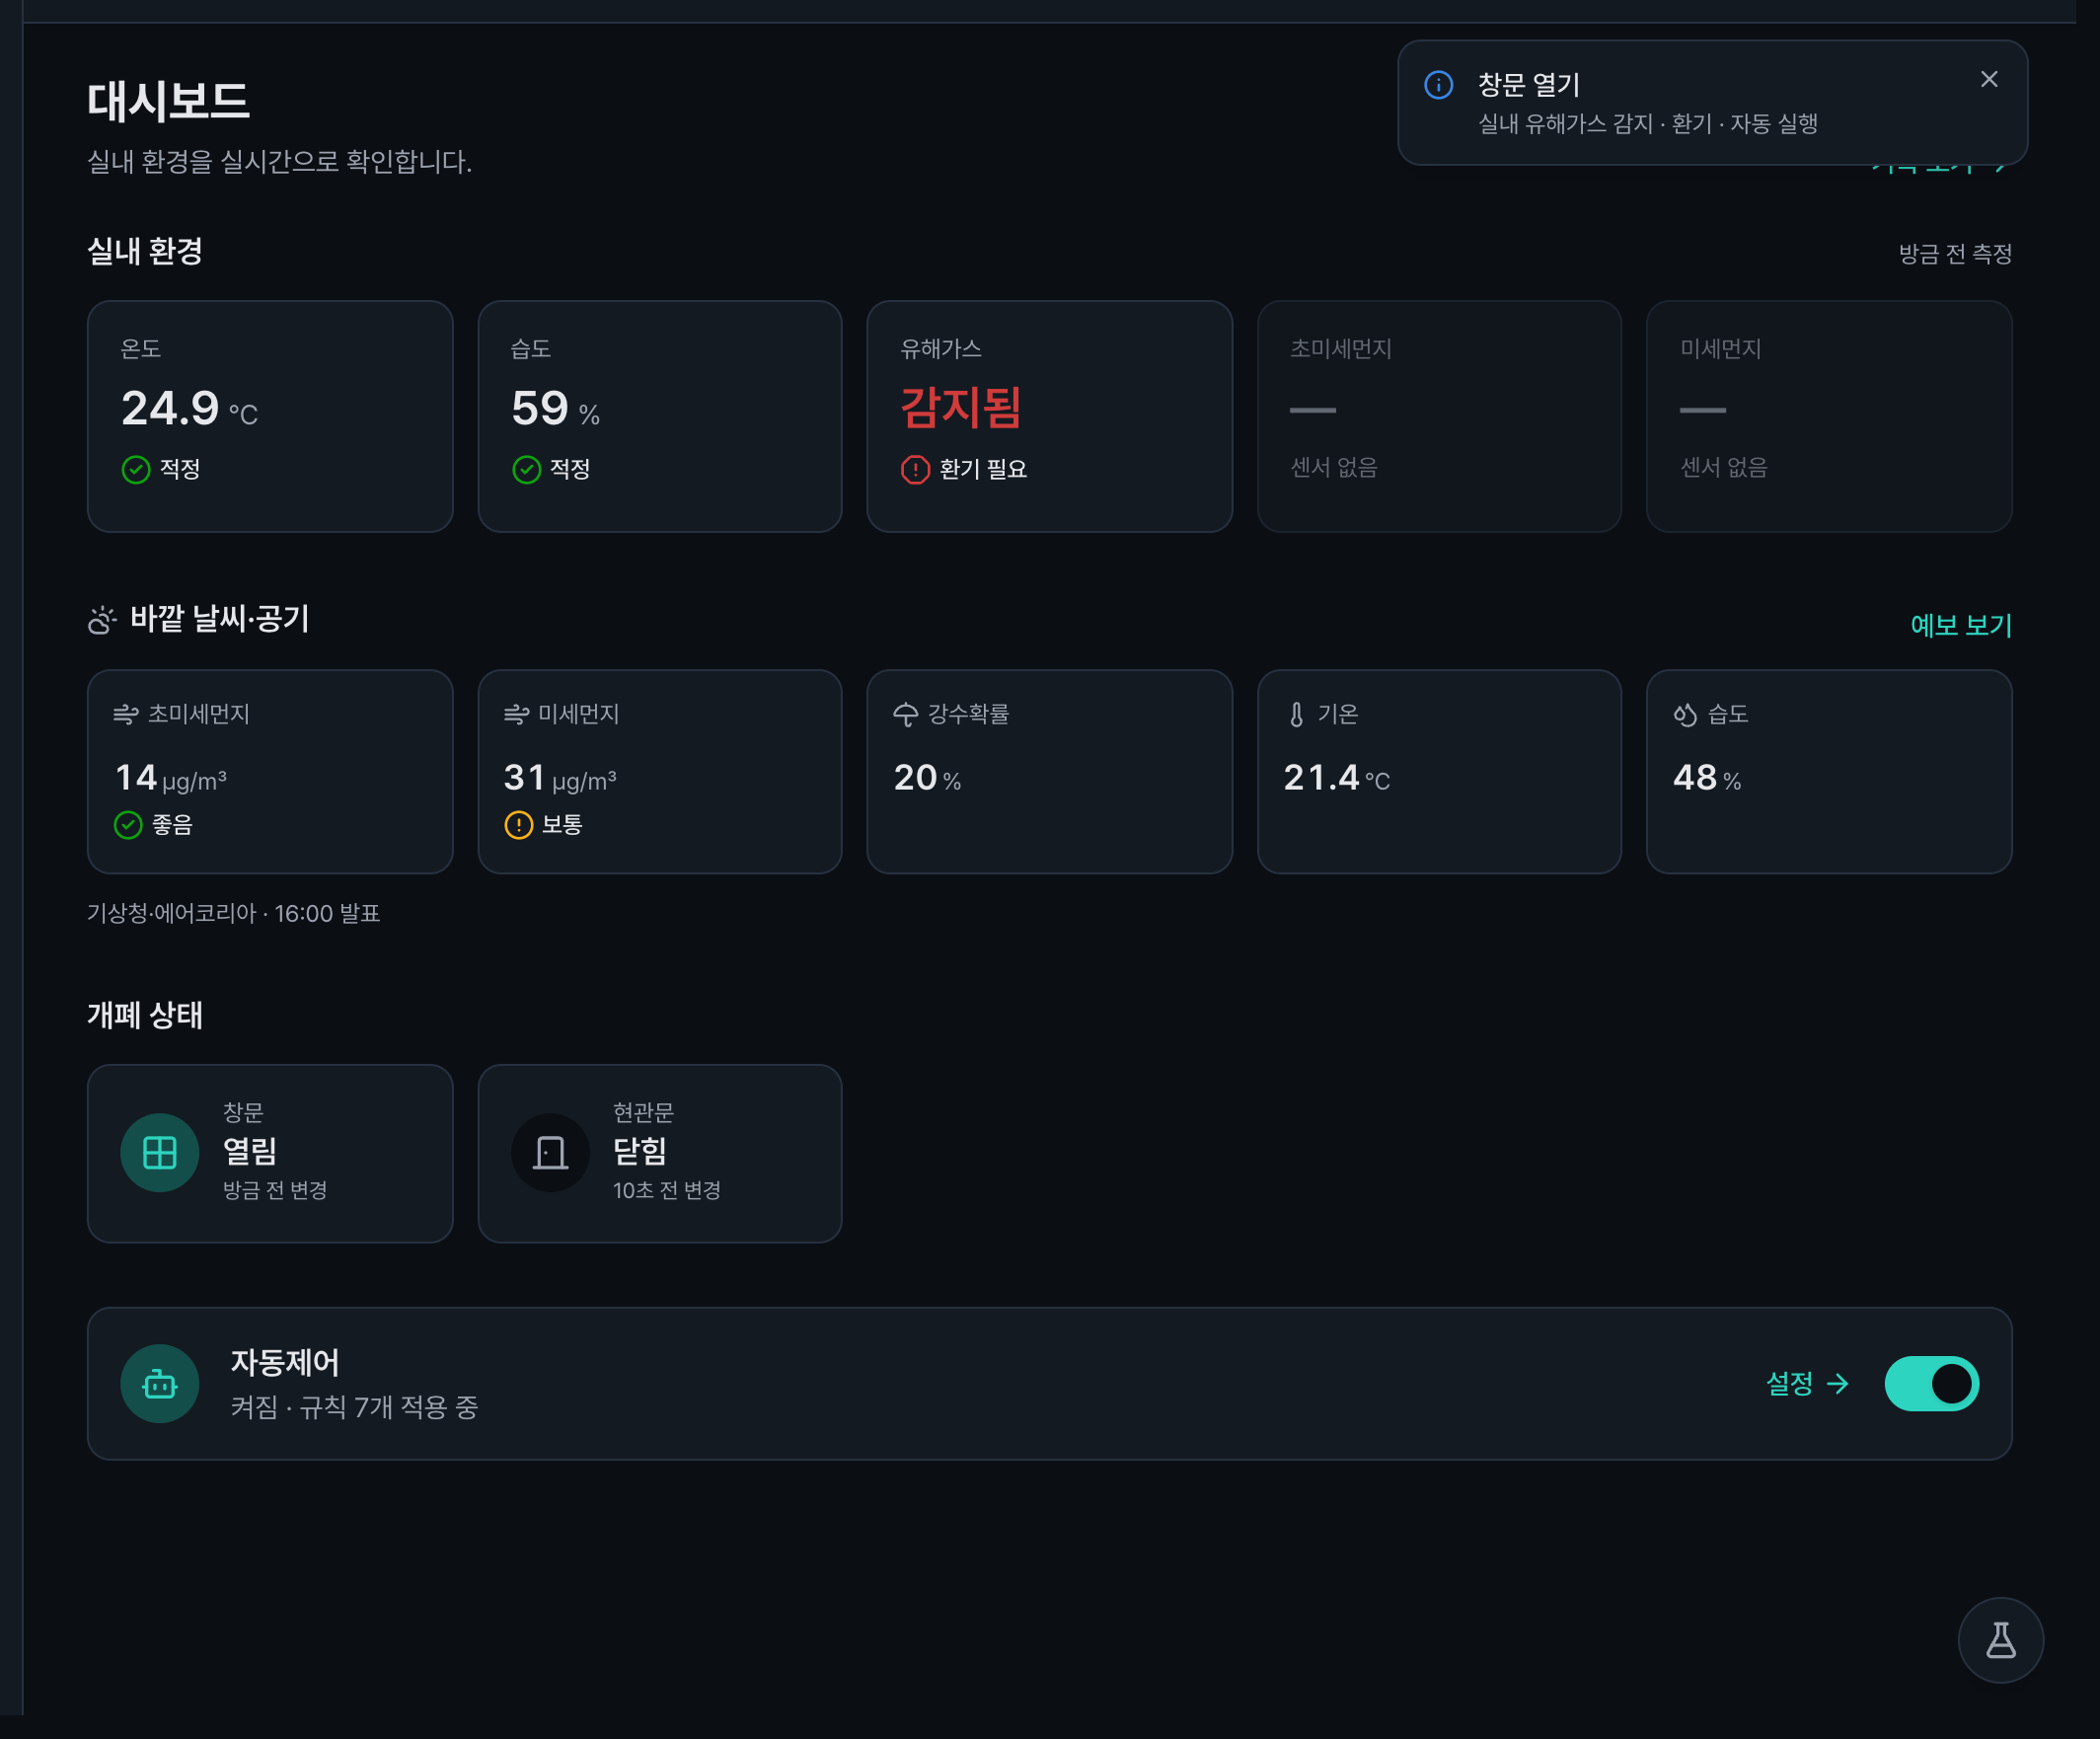 대시보드
실내 환경을 실시간으로 확인합니다.
창문 열기
실내 유해가스 감지 · 환기 · 자동 실행
실내 환경
방금 전 측정
온도
24.9 °C
적정
습도
59 %
적정
유해가스
감지됨
환기 필요
초미세먼지
—
센서 없음
미세먼지
—
센서 없음
바깥 날씨·공기
예보 보기
초미세먼지
14 µg/m³
좋음
미세먼지
31 µg/m³
보통
강수확률
20 %
기온
21.4 °C
습도
48 %
기상청·에어코리아 · 16:00 발표
개폐 상태
창문
열림
방금 전 변경
현관문
닫힘
10초 전 변경
자동제어
켜짐 · 규칙 7개 적용 중
설정 →